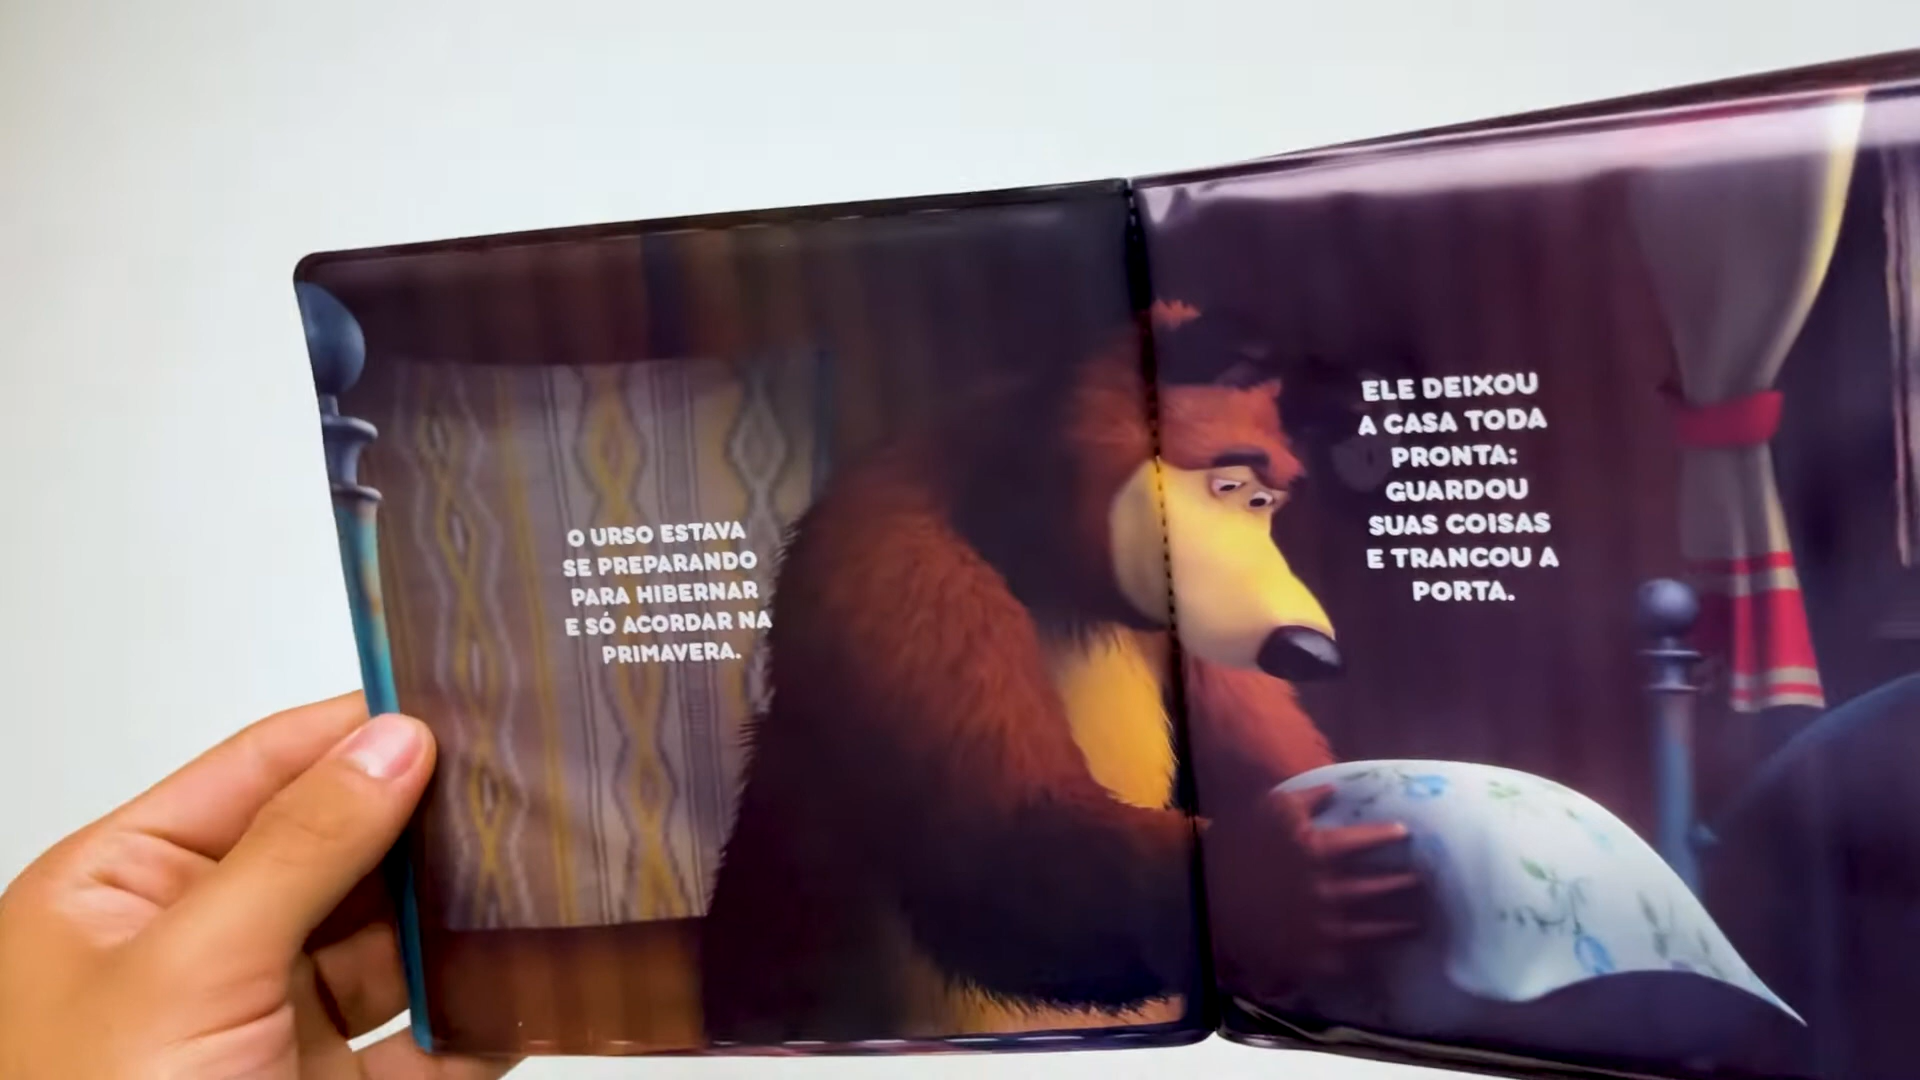 O URSO ESTAVA
SE PREPARANDO
PARA HIBERNAR
E SÓ ACORDAR NA
PRIMAVERA.
ELE DEIXOU
A CASA TODA
PRONTA:
GUARDOU
SUAS COISAS
E TRANCOU A
PORTA.